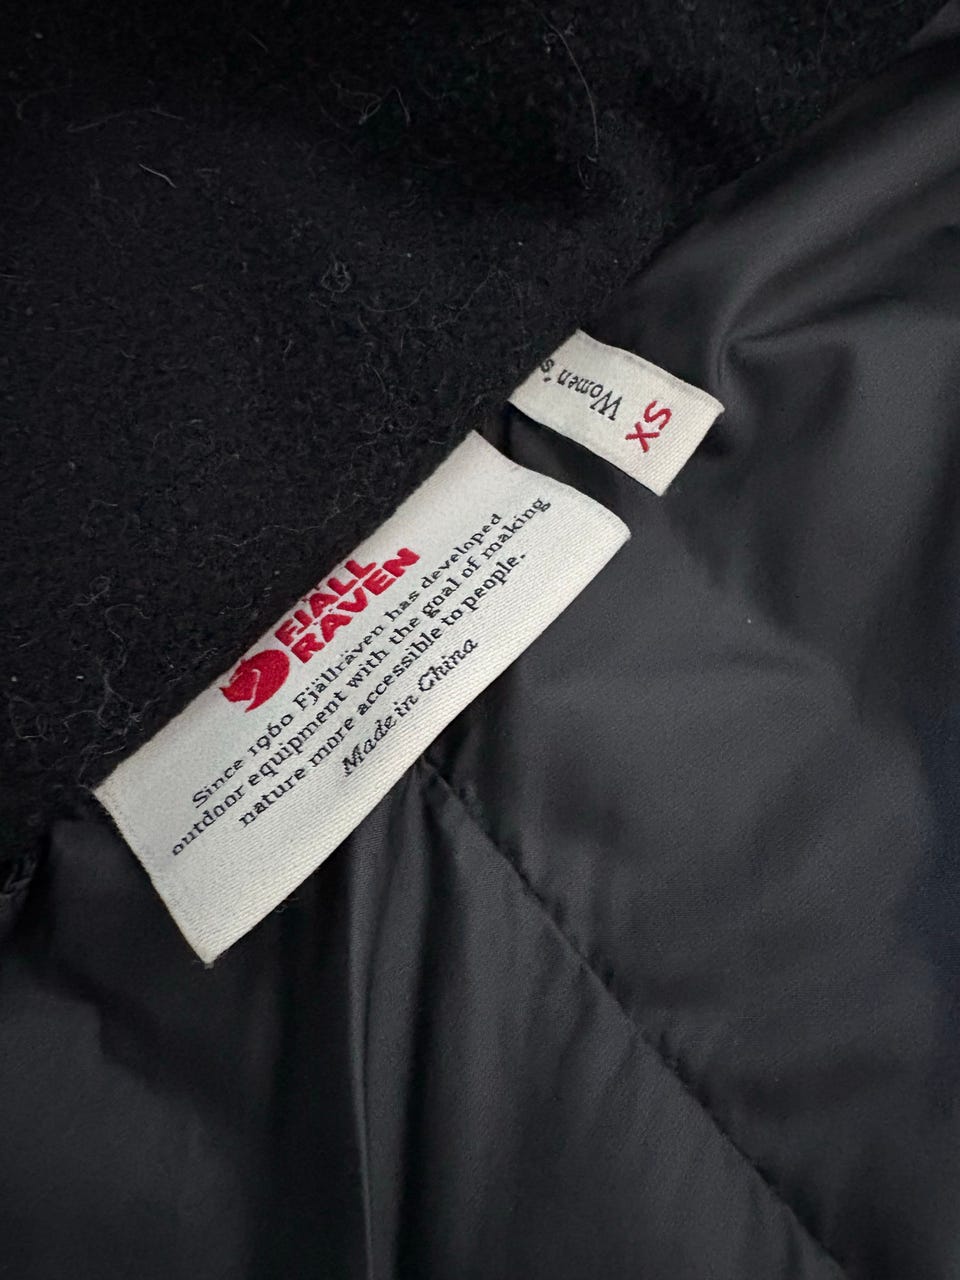 FJÄLL
RÄVEN
Since 1960 Fjällräven has developed
outdoor equipment with the goal of making
nature more accessible to people.
Made in China
Women's
XS